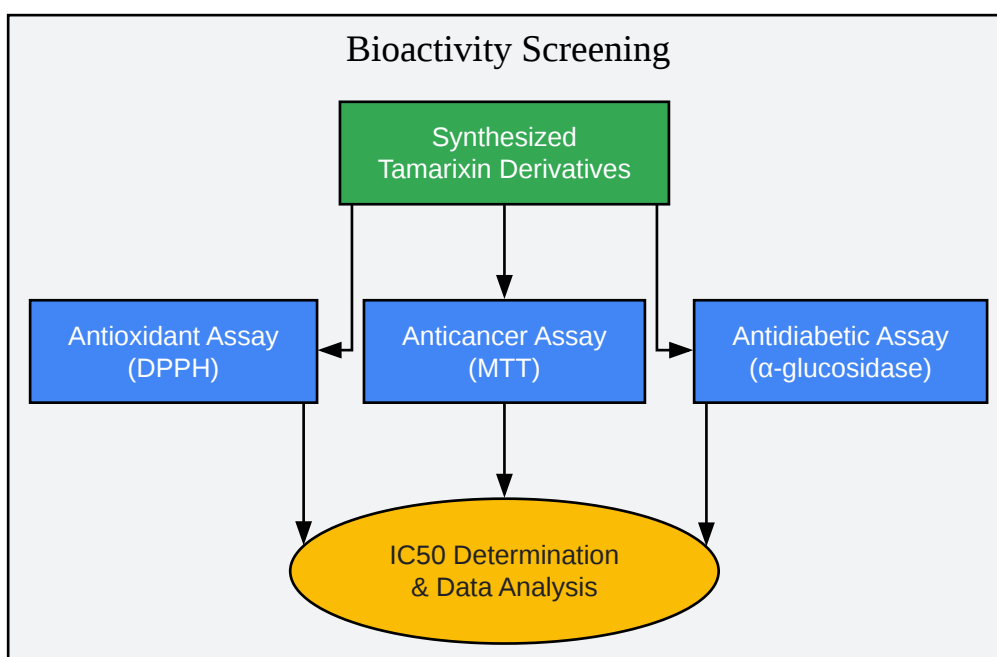 Bioactivity Screening
Synthesized
Tamarixin Derivatives
Antioxidant Assay
(DPPH)
Anticancer Assay
(MTT)
Antidiabetic Assay
(α-glucosidase)
IC50 Determination
& Data Analysis